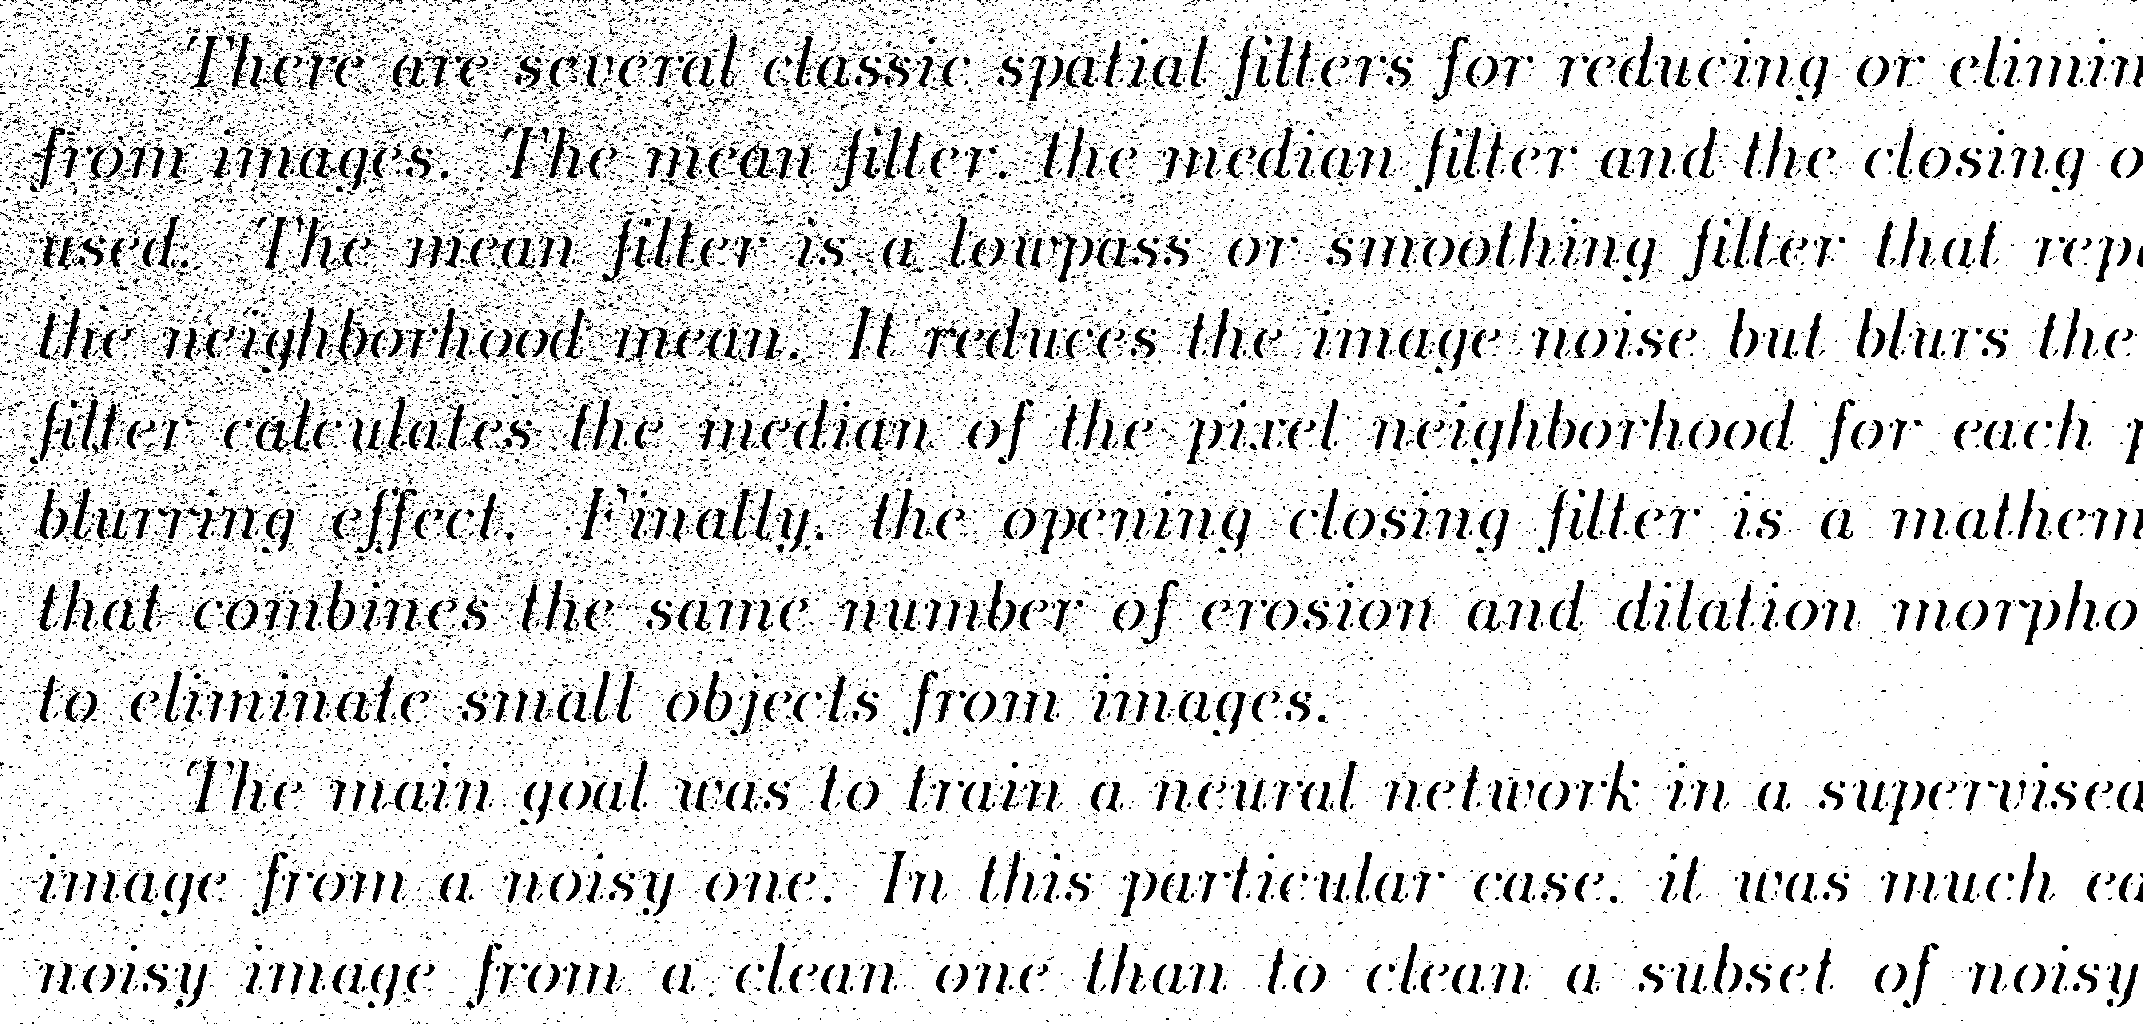 There are several classic spatial filters for reducing or elimin
from images. The mean filter, the median filter and the closing o
used. The mean filter is a lowpass or smoothing filter that repl
the neighborhood mean. It reduces the image noise but blurs the
filter calculates the median of the pixel neighborhood for each p
blurring effect. Finally, the opening closing filter is a mathem
that combines the same number of erosion and dilation morpho
to eliminate small objects from images.
The main goal was to train a neural network in a supervised
image from a noisy one. In this particular case, it was much ea
noisy image from a clean one than to clean a subset of noisy